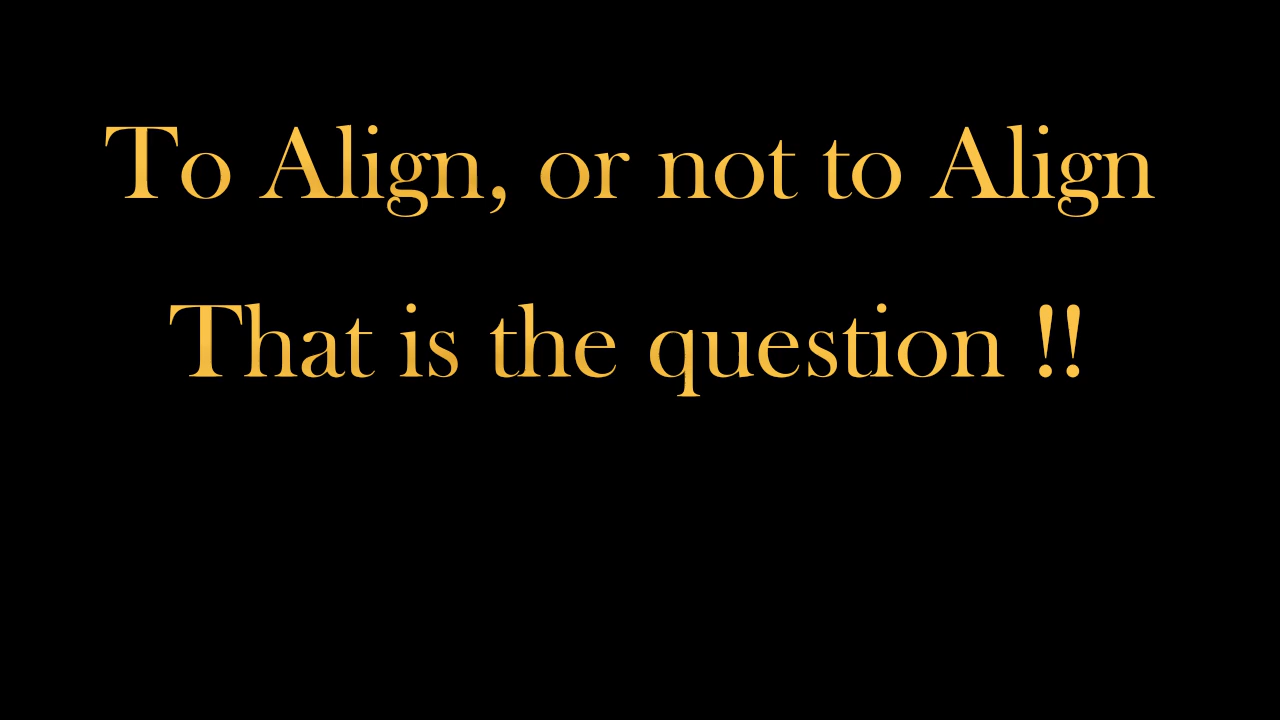 To Align, or not to Align
That is the question !!